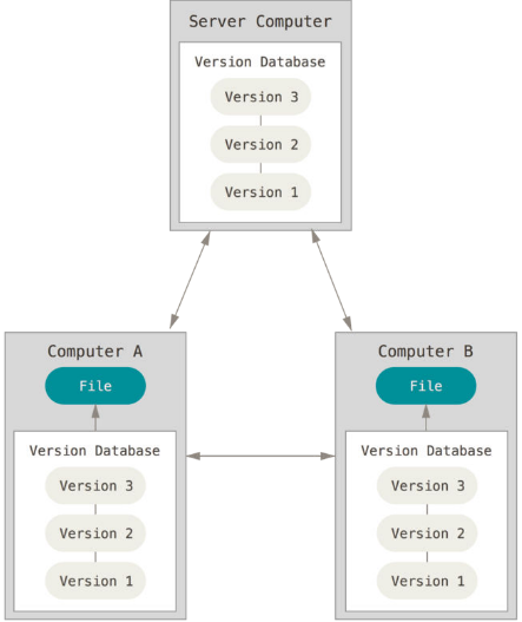 Server Computer
Version Database
Version 3
Version 2
Version 1
Computer A
File
Version Database
Version 3
Version 2
Version 1
Computer B
File
Version Database
Version 3
Version 2
Version 1